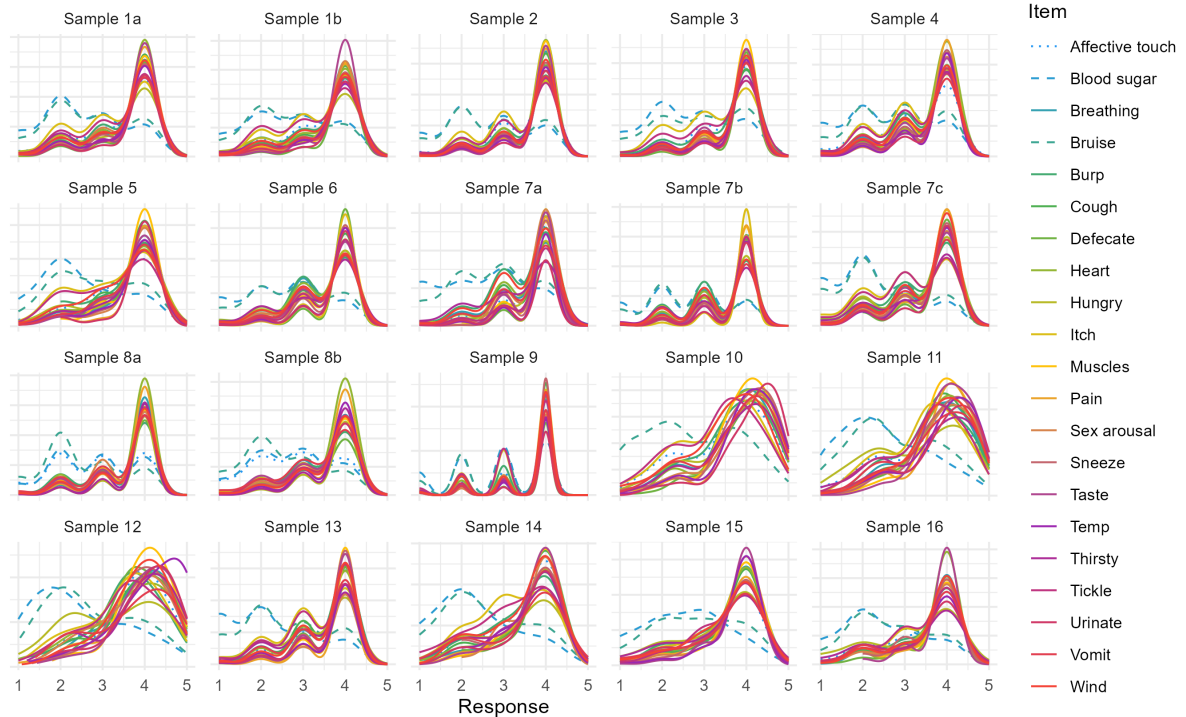 Sample 1a
Sample 1b
Sample 2
Sample 3
Sample 4
Sample 5
Sample 6
Sample 7a
Sample 7b
Sample 7c
Sample 8a
Sample 8b
Sample 9
Sample 10
Sample 11
Sample 12
Sample 13
Sample 14
Sample 15
Sample 16
1 2 3 4 5
1 2 3 4 5
1 2 3 4 5
1 2 3 4 5
1 2 3 4 5
Response
Item
Affective touch
Blood sugar
Breathing
Bruise
Burp
Cough
Defecate
Heart
Hungry
Itch
Muscles
Pain
Sex arousal
Sneeze
Taste
Temp
Thirsty
Tickle
Urinate
Vomit
Wind